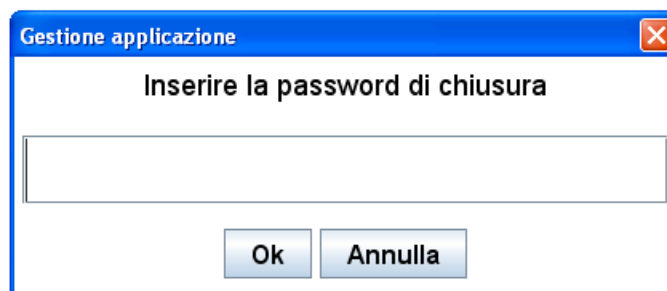 Gestione applicazione
Inserire la password di chiusura
Ok Annulla